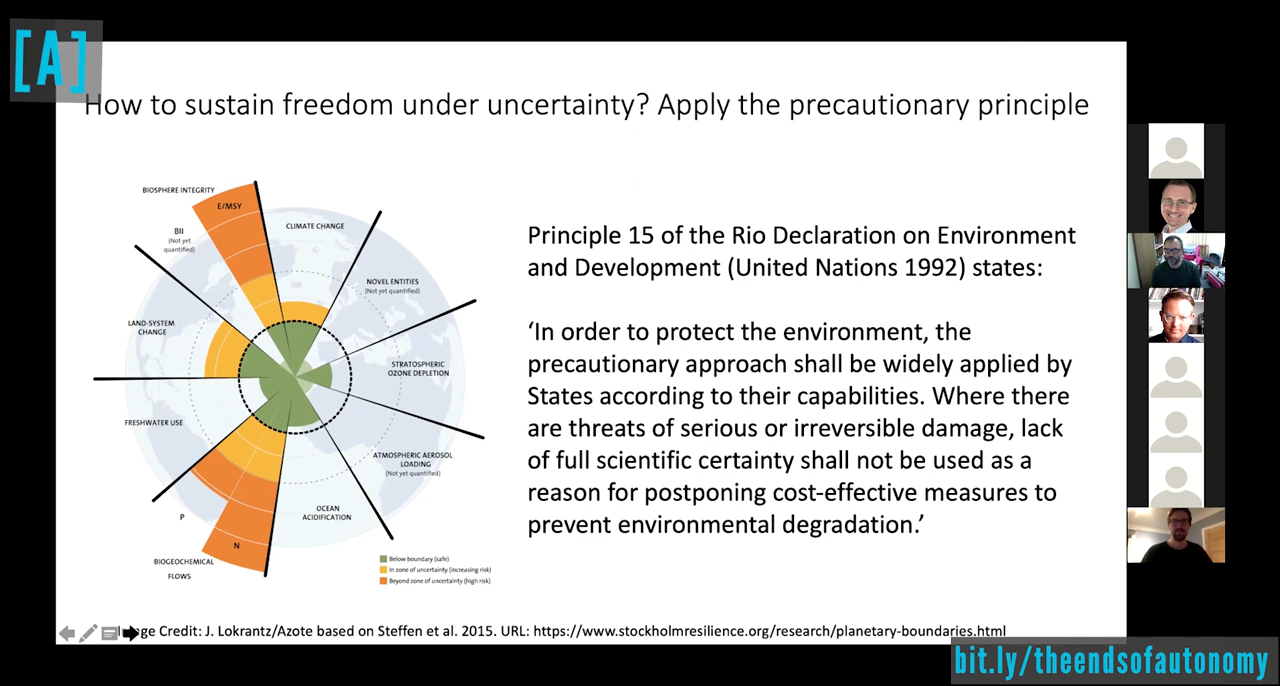 [A]
How to sustain freedom under uncertainty? Apply the precautionary principle
BIOSPHERE INTEGRITY
E/MSY
BII
(Not yet
quantified)
CLIMATE CHANGE
NOVEL ENTITIES
(Not yet quantified)
LAND-SYSTEM
CHANGE
STRATOSPHERIC
OZONE DEPLETION
FRESHWATER USE
ATMOSPHERIC AEROSOL
LOADING
(Not yet quantified)
OCEAN
ACIDIFICATION
P
N
BIOGEOCHEMICAL
FLOWS
Below boundary (safe)
In zone of uncertainty (increasing risk)
Beyond zone of uncertainty (high risk)
Principle 15 of the Rio Declaration on Environment
and Development (United Nations 1992) states:
‘In order to protect the environment, the
precautionary approach shall be widely applied by
States according to their capabilities. Where there
are threats of serious or irreversible damage, lack
of full scientific certainty shall not be used as a
reason for postponing cost-effective measures to
prevent environmental degradation.’
Credit: J. Lokrantz/Azote based on Steffen et al. 2015. URL: https://www.stockholmresilience.org/research/planetary-boundaries.html
bit.ly/theendsofautonomy